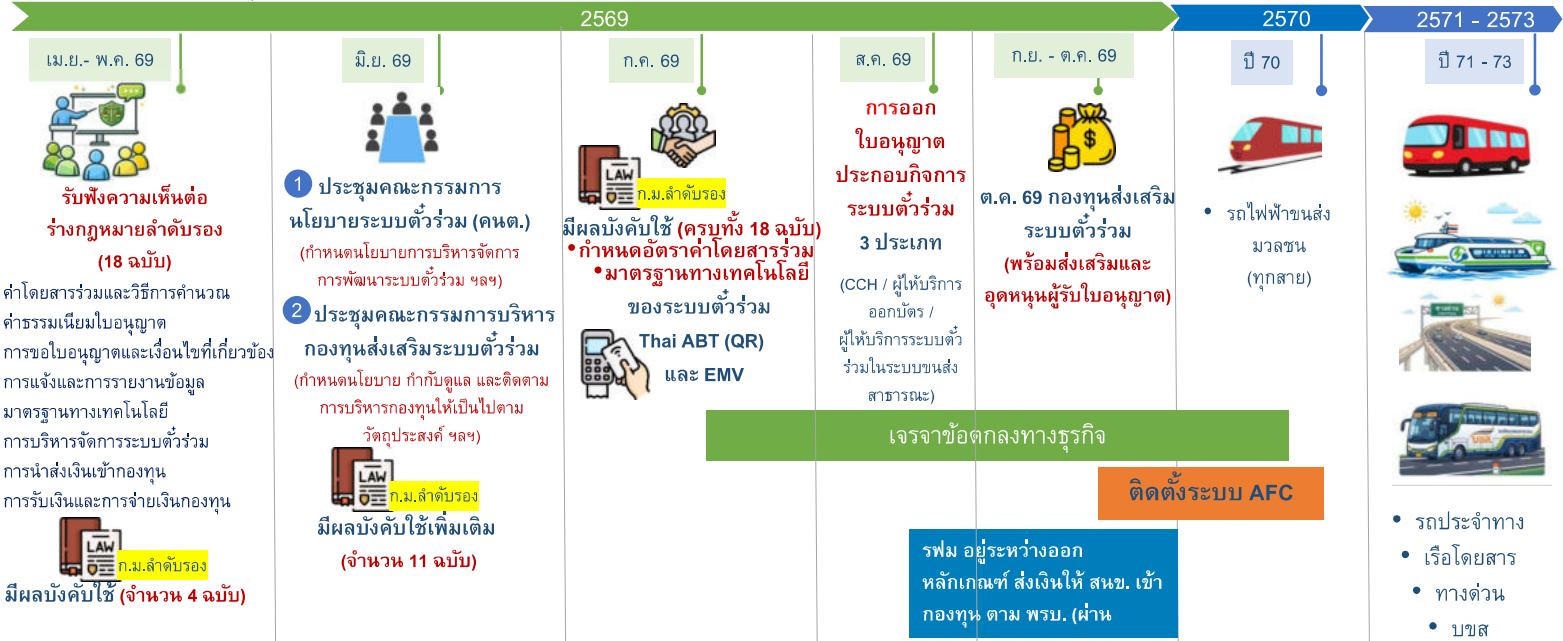 2569
2570
2571 - 2573
เม.ย.- พ.ค. 69
รับฟังความเห็นต่อ
ร่างกฎหมายลำดับรอง
(18 ฉบับ)
ค่าโดยสารร่วมและวิธีการคำนวณ
ค่าธรรมเนียมใบอนุญาต
การขอใบอนุญาตและเงื่อนไขที่เกี่ยวข้อง
การแจ้งและการรายงานข้อมูล
มาตรฐานทางเทคโนโลยี
การบริหารจัดการระบบตั๋วร่วม
การนำส่งเงินเข้ากองทุน
การรับเงินและการจ่ายเงินกองทุน
LAW
ก.ม.ลำดับรอง
มีผลบังคับใช้ (จำนวน 4 ฉบับ)
มิ.ย. 69
1 ประชุมคณะกรรมการ
นโยบายระบบตั๋วร่วม (คนต.)
(กำหนดนโยบายการบริหารจัดการ
การพัฒนาระบบตั๋วร่วม ฯลฯ)
2 ประชุมคณะกรรมการบริหาร
กองทุนส่งเสริมระบบตั๋วร่วม
(กำหนดนโยบาย กำกับดูแล และติดตาม
การบริหารกองทุนให้เป็นไปตาม
วัตถุประสงค์ ฯลฯ)
LAW
ก.ม.ลำดับรอง
มีผลบังคับใช้เพิ่มเติม
(จำนวน 11 ฉบับ)
ก.ค. 69
LAW
ก.ม.ลำดับรอง
มีผลบังคับใช้ (ครบทั้ง 18 ฉบับ)
•กำหนดอัตราค่าโดยสารร่วม
•มาตรฐานทางเทคโนโลยี
ของระบบตั๋วร่วม
Thai ABT (QR)
และ EMV
ส.ค. 69
การออก
ใบอนุญาต
ประกอบกิจการ
ระบบตั๋วร่วม
3 ประเภท
(CCH / ผู้ให้บริการ
ออกบัตร /
ผู้ให้บริการระบบตั๋ว
ร่วมในระบบขนส่ง
สาธารณะ)
ก.ย. - ต.ค. 69
$
ต.ค. 69 กองทุนส่งเสริม
ระบบตั๋วร่วม
(พร้อมส่งเสริมและ
อุดหนุนผู้รับใบอนุญาต)
เจรจาข้อตกลงทางธุรกิจ
ติดตั้งระบบ AFC
รฟม อยู่ระหว่างออก
หลักเกณฑ์ ส่งเงินให้ สนข. เข้า
กองทุน ตาม พรบ. (ผ่าน
ปี 70
• รถไฟฟ้าขนส่ง
มวลชน
(ทุกสาย)
ปี 71 - 73
บขส
• รถประจำทาง
• เรือโดยสาร
• ทางด่วน
• บขส